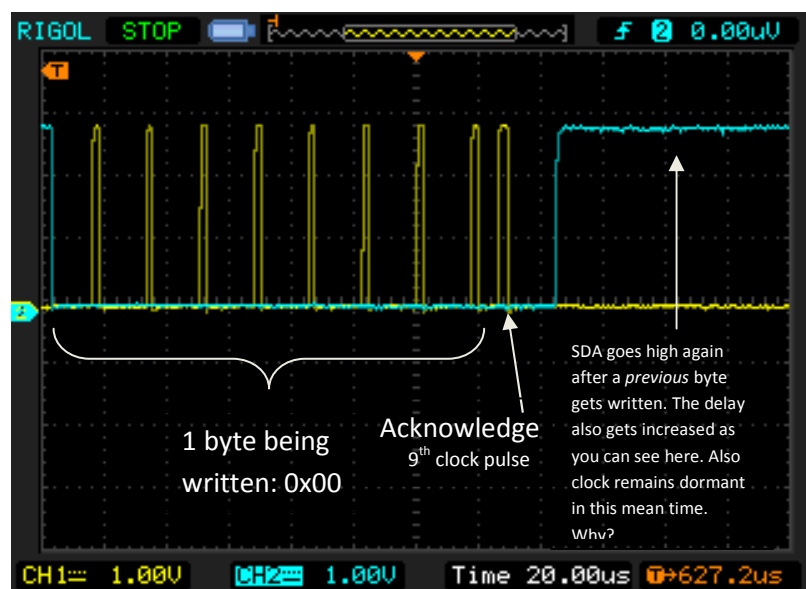 RIGOL STOP T f 2 0.00uV
T
SDA goes high again
after a previous byte
gets written. The delay
also gets increased as
you can see here. Also
clock remains dormant
in this mean time.
Why?
1 byte being
written: 0x00
Acknowledge
9th clock pulse
CH1 1.00V CH2 1.00V Time 20.00us T→627.2us